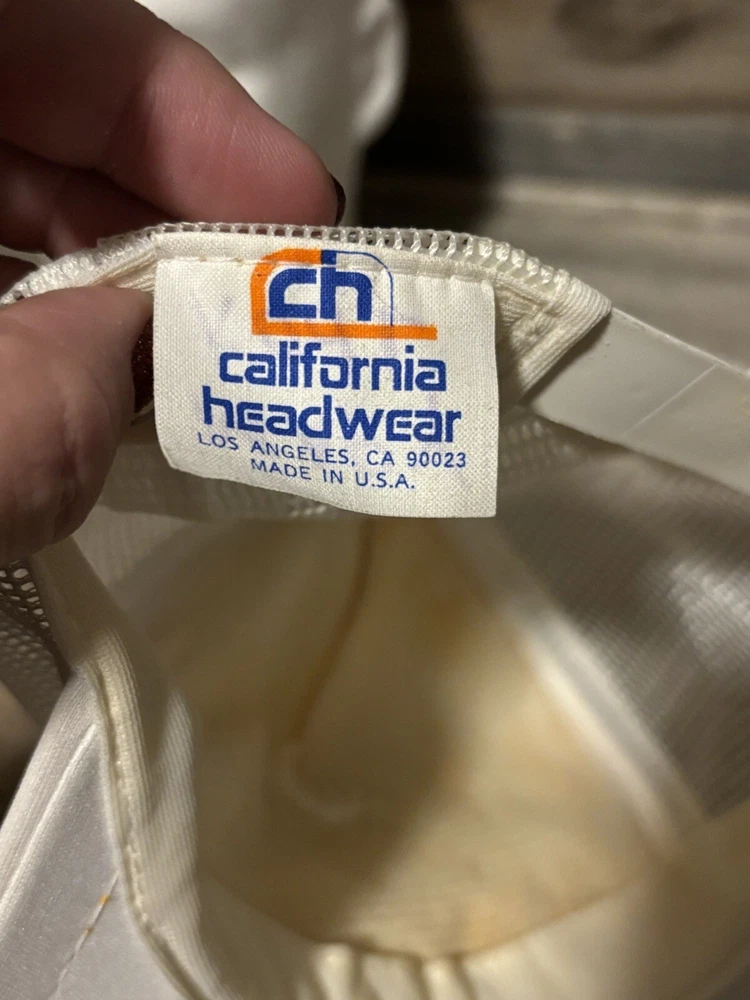 ch
california
headwear
LOS ANGELES, CA 90023
MADE IN U.S.A.